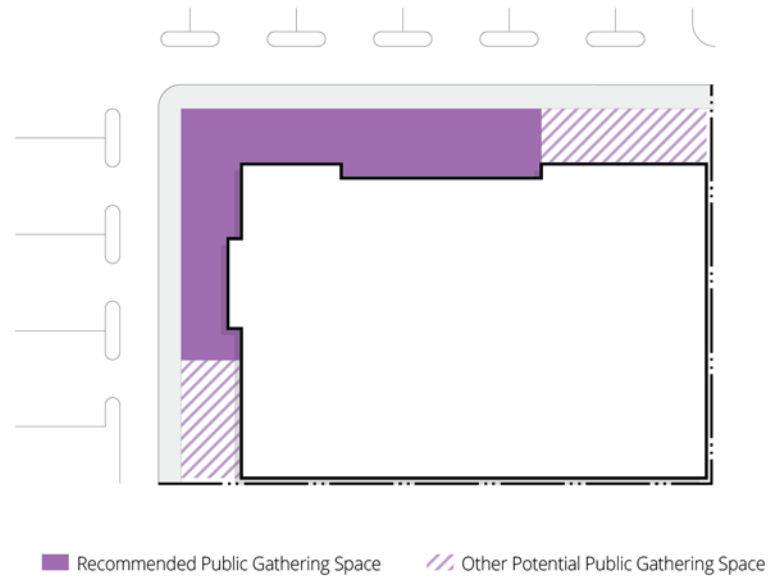 Recommended Public Gathering Space
Other Potential Public Gathering Space